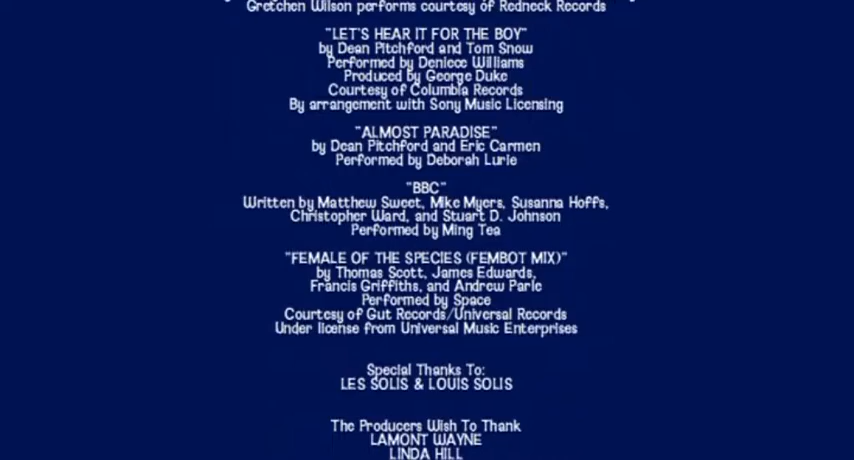 Gretchen Wilson performs courtesy of Redneck Records
"LET'S HEAR IT FOR THE BOY"
by Dean Pitchford and Tom Snow
Performed by Deniece Williams
Produced by George Duke
Courtesy of Columbia Records
By arrangement with Sony Music Licensing
"ALMOST PARADISE"
by Dean Pitchford and Eric Carmen
Performed by Deborah Lurie
"BBC"
Written by Matthew Sweet, Mike Myers, Susanna Hoffs,
Christopher Ward, and Stuart D. Johnson
Performed by Ming Tea
"FEMALE OF THE SPECIES (FEMBOT MIX)"
by Thomas Scott, James Edwards,
Francis Griffiths, and Andrew Parle
Performed by Space
Courtesy of Gut Records/Universal Records
Under license from Universal Music Enterprises
Special Thanks To:
LES SOLIS & LOUIS SOLIS
The Producers Wish To Thank
LAMONT WAYNE
LINDA HILL